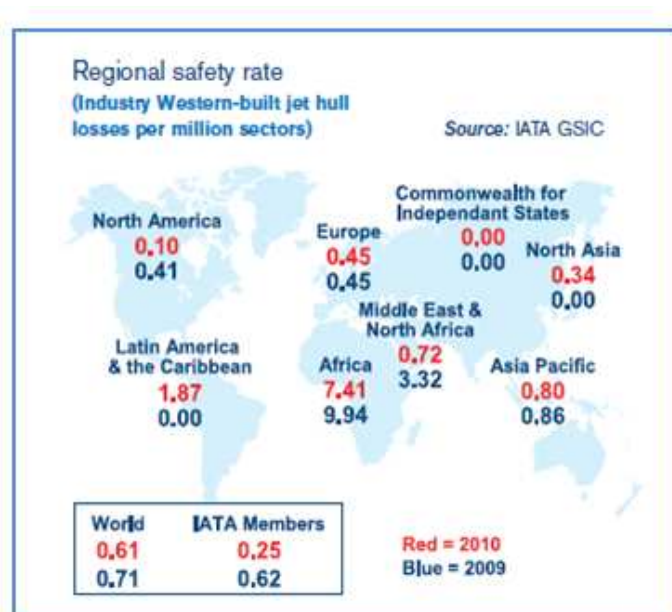 Regional safety rate
(Industry Western-built jet hull
losses per million sectors)
Source: IATA GSIC
North America
0.10
0.41
Europe
0.45
0.45
Commonwealth for
Independant States
0.00
0.00
North Asia
0.34
0.00
Latin America
& the Caribbean
1.87
0.00
Africa
7.41
9.94
Middle East &
North Africa
0.72
3.32
Asia Pacific
0.80
0.86
World
0.61
0.71
IATA Members
0.25
0.62
Red = 2010
Blue = 2009